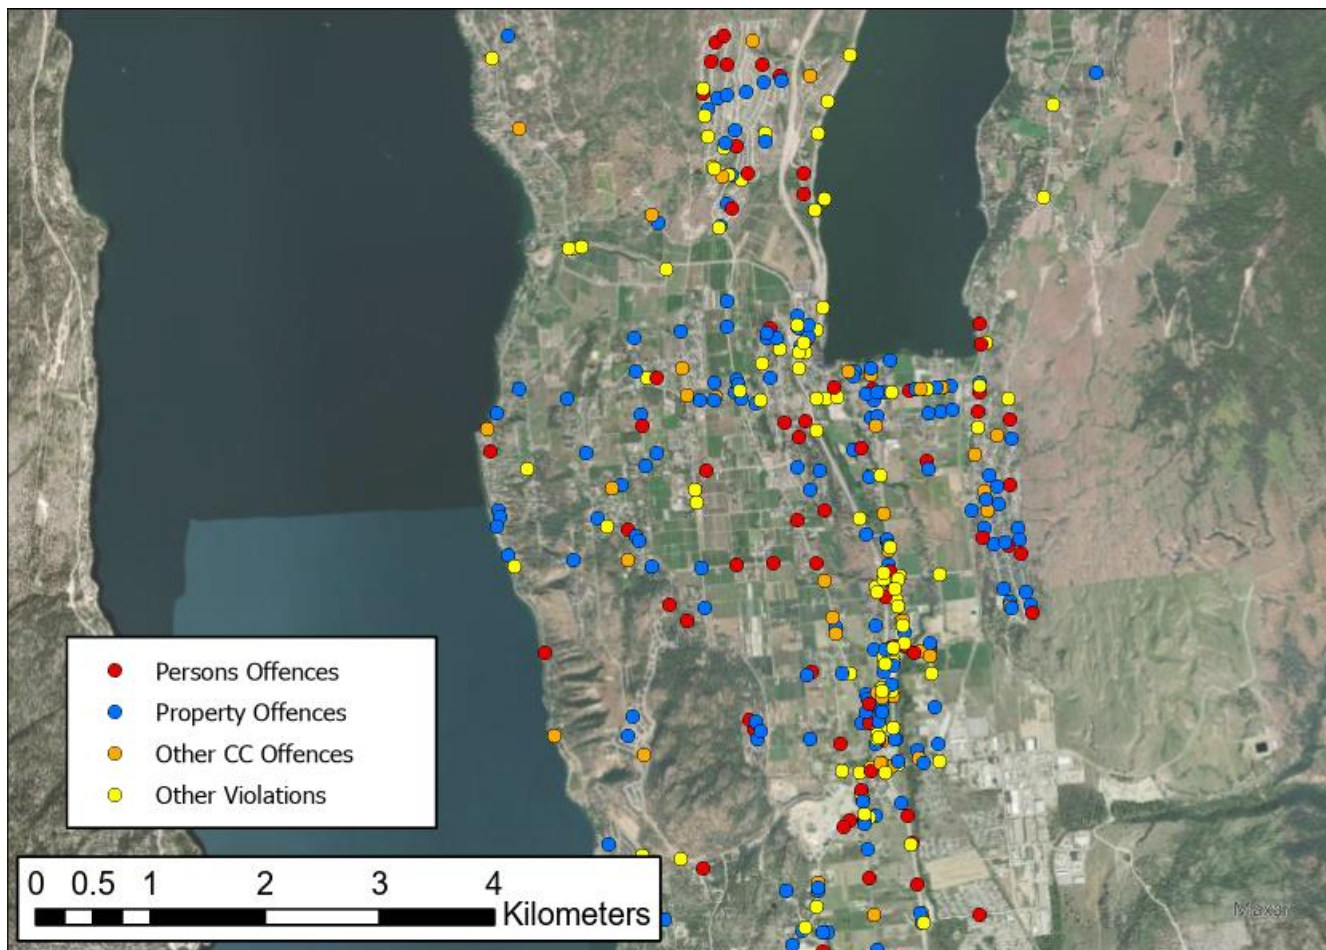 Persons Offences
Property Offences
Other CC Offences
Other Violations
0 0.5 1 2 3 4
Kilometers
Maxar